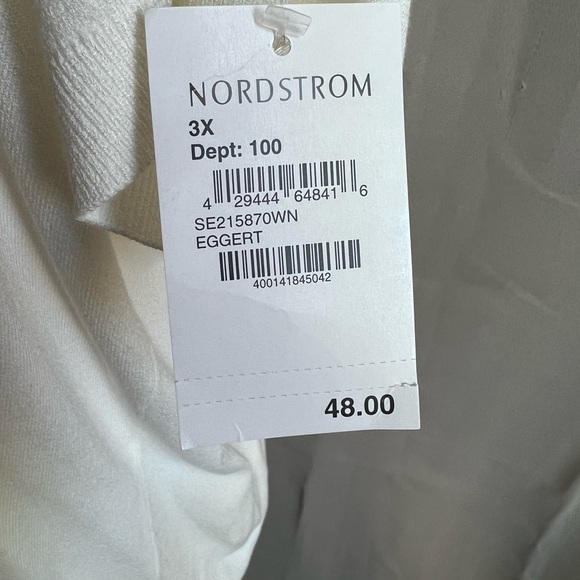 NORDSTROM
3X
Dept: 100
4 29444 64841 6
SE215870WN
EGGERT
400141845042
48.00